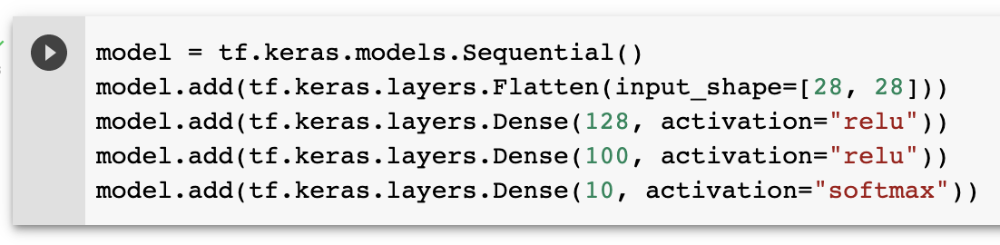 model = tf.keras.models.Sequential()
model.add(tf.keras.layers.Flatten(input_shape=[28, 28]))
model.add(tf.keras.layers.Dense(128, activation="relu"))
model.add(tf.keras.layers.Dense(100, activation="relu"))
model.add(tf.keras.layers.Dense(10, activation="softmax"))